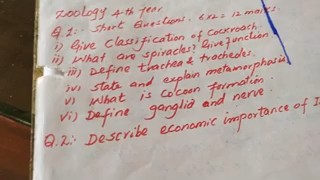 Zoology 4th year
Q.1:- Short Questions. 6x2= 12 marks.
i) Give Classification of Cockroach.
ii) What are spiracles? Give function.
iii) Define trachea & tracheoles.
iv) State and explain metamorphosis
v) What is cocoon formation.
vi) Define ganglia and nerve.
Q.2:- Describe economic importance of